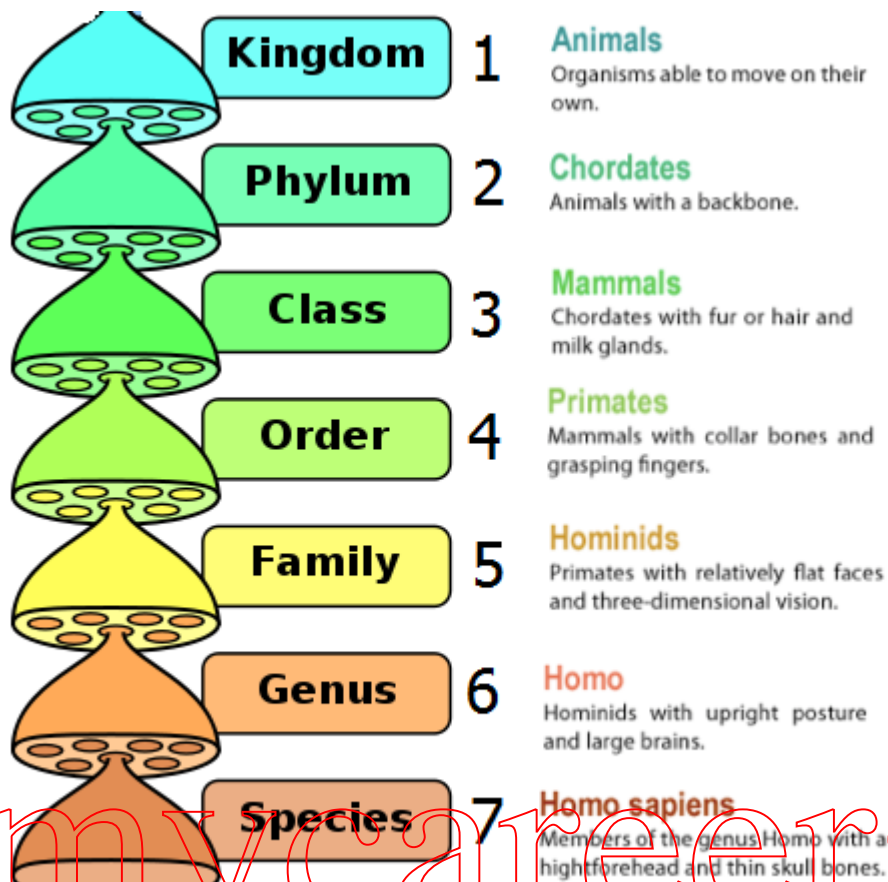 Kingdom 1 Animals
Organisms able to move on their
own.
Phylum 2 Chordates
Animals with a backbone.
Class 3 Mammals
Chordates with fur or hair and
milk glands.
Order 4 Primates
Mammals with collar bones and
grasping fingers.
Family 5 Hominids
Primates with relatively flat faces
and three-dimensional vision.
Genus 6 Homo
Hominids with upright posture
and large brains.
Species 7 Homo sapiens
Members of the genus Homo with a
hightforehead and thin skull bones.
mycareer